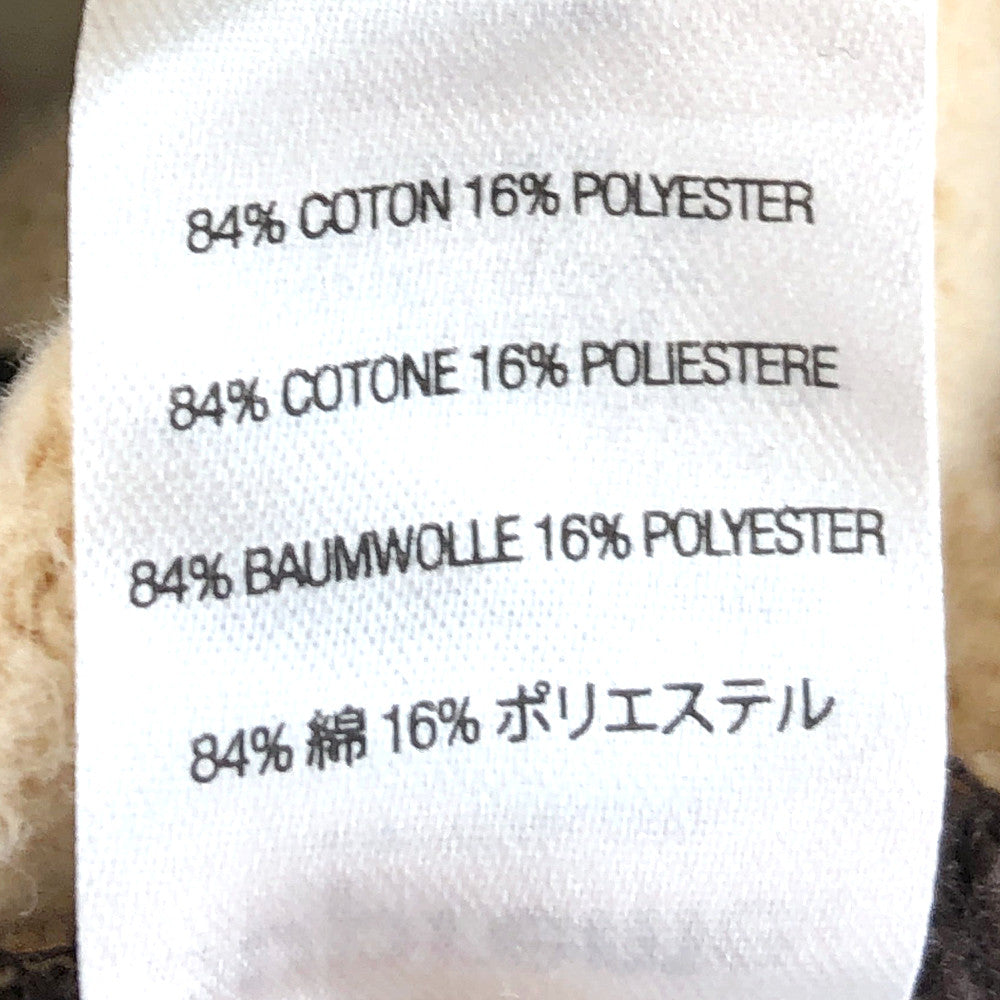 84% COTON 16% POLYESTER
84% COTONE 16% POLIESTERE
84% BAUMWOLLE 16% POLYESTER
84% 綿 16% ポリエステル